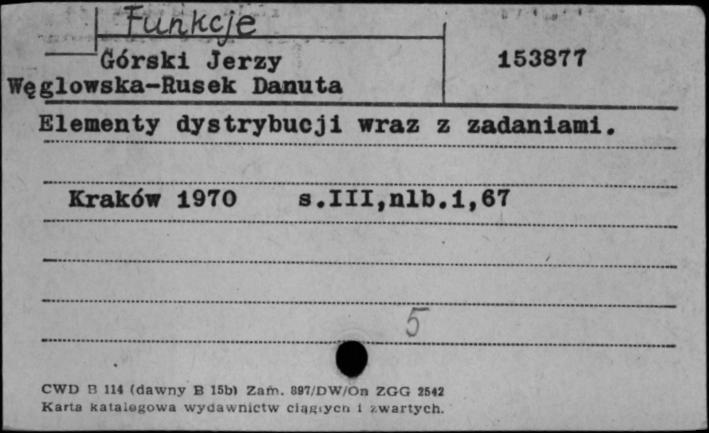 Funkcje
Górski Jerzy 153877
Węglowska-Rusek Danuta
Elementy dystrybucji wraz z zadaniami.
Kraków 1970 s.III,nlb.1,67
5
CWD B 114 (dawny B 15b) Zam. 897/DW/On ZGG 2542
Karta katalogowa wydawnictw ciągłych i zwartych.